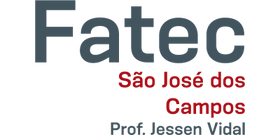 Fatec
São José dos
Campos
Prof. Jessen Vidal